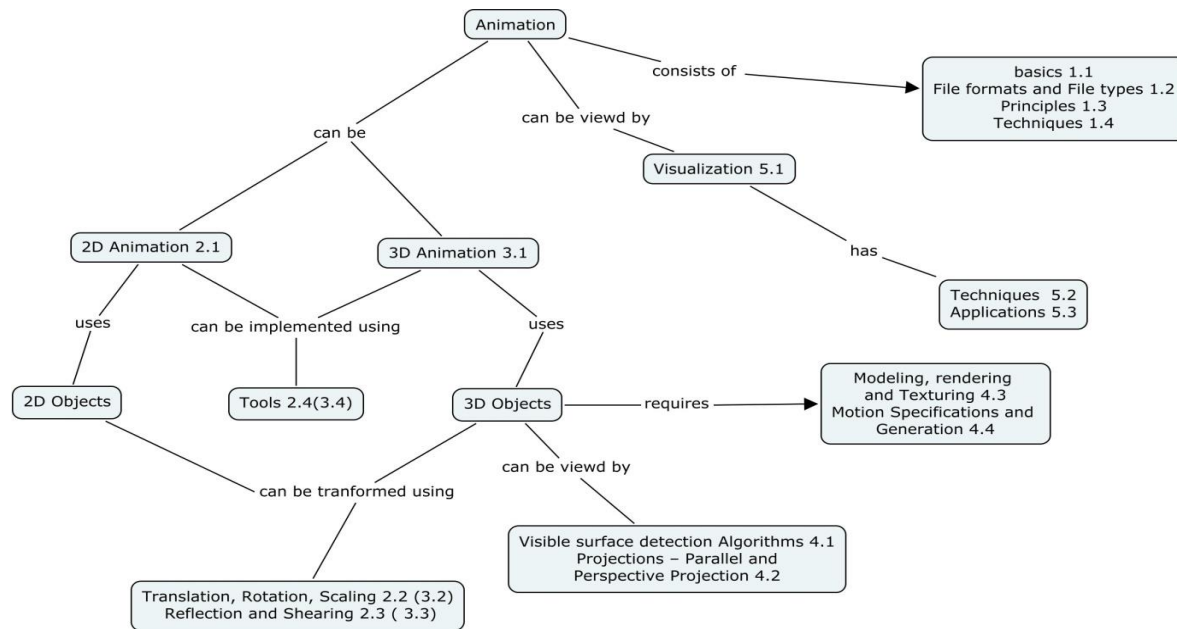 Animation
consists of
basics 1.1
File formats and File types 1.2
Principles 1.3
Techniques 1.4
can be
can be viewd by
Visualization 5.1
2D Animation 2.1
3D Animation 3.1
has
Techniques  5.2
Applications 5.3
uses
can be implemented using
uses
2D Objects
Tools 2.4(3.4)
3D Objects
requires
Modeling, rendering
and Texturing 4.3
Motion Specifications and
Generation 4.4
can be tranformed using
can be viewd by
Visible surface detection Algorithms 4.1
Projections – Parallel and
Perspective Projection 4.2
Translation, Rotation, Scaling 2.2 (3.2)
Reflection and Shearing 2.3 ( 3.3)